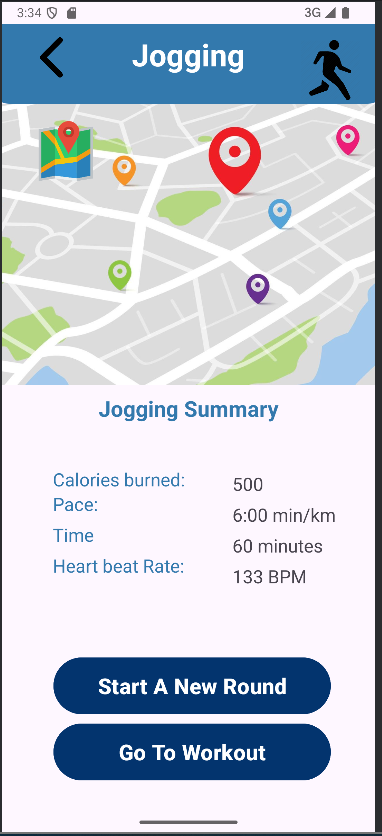 3:34 3G
Jogging
Jogging Summary
Calories burned: 500
Pace: 6:00 min/km
Time 60 minutes
Heart beat Rate: 133 BPM
Start A New Round
Go To Workout